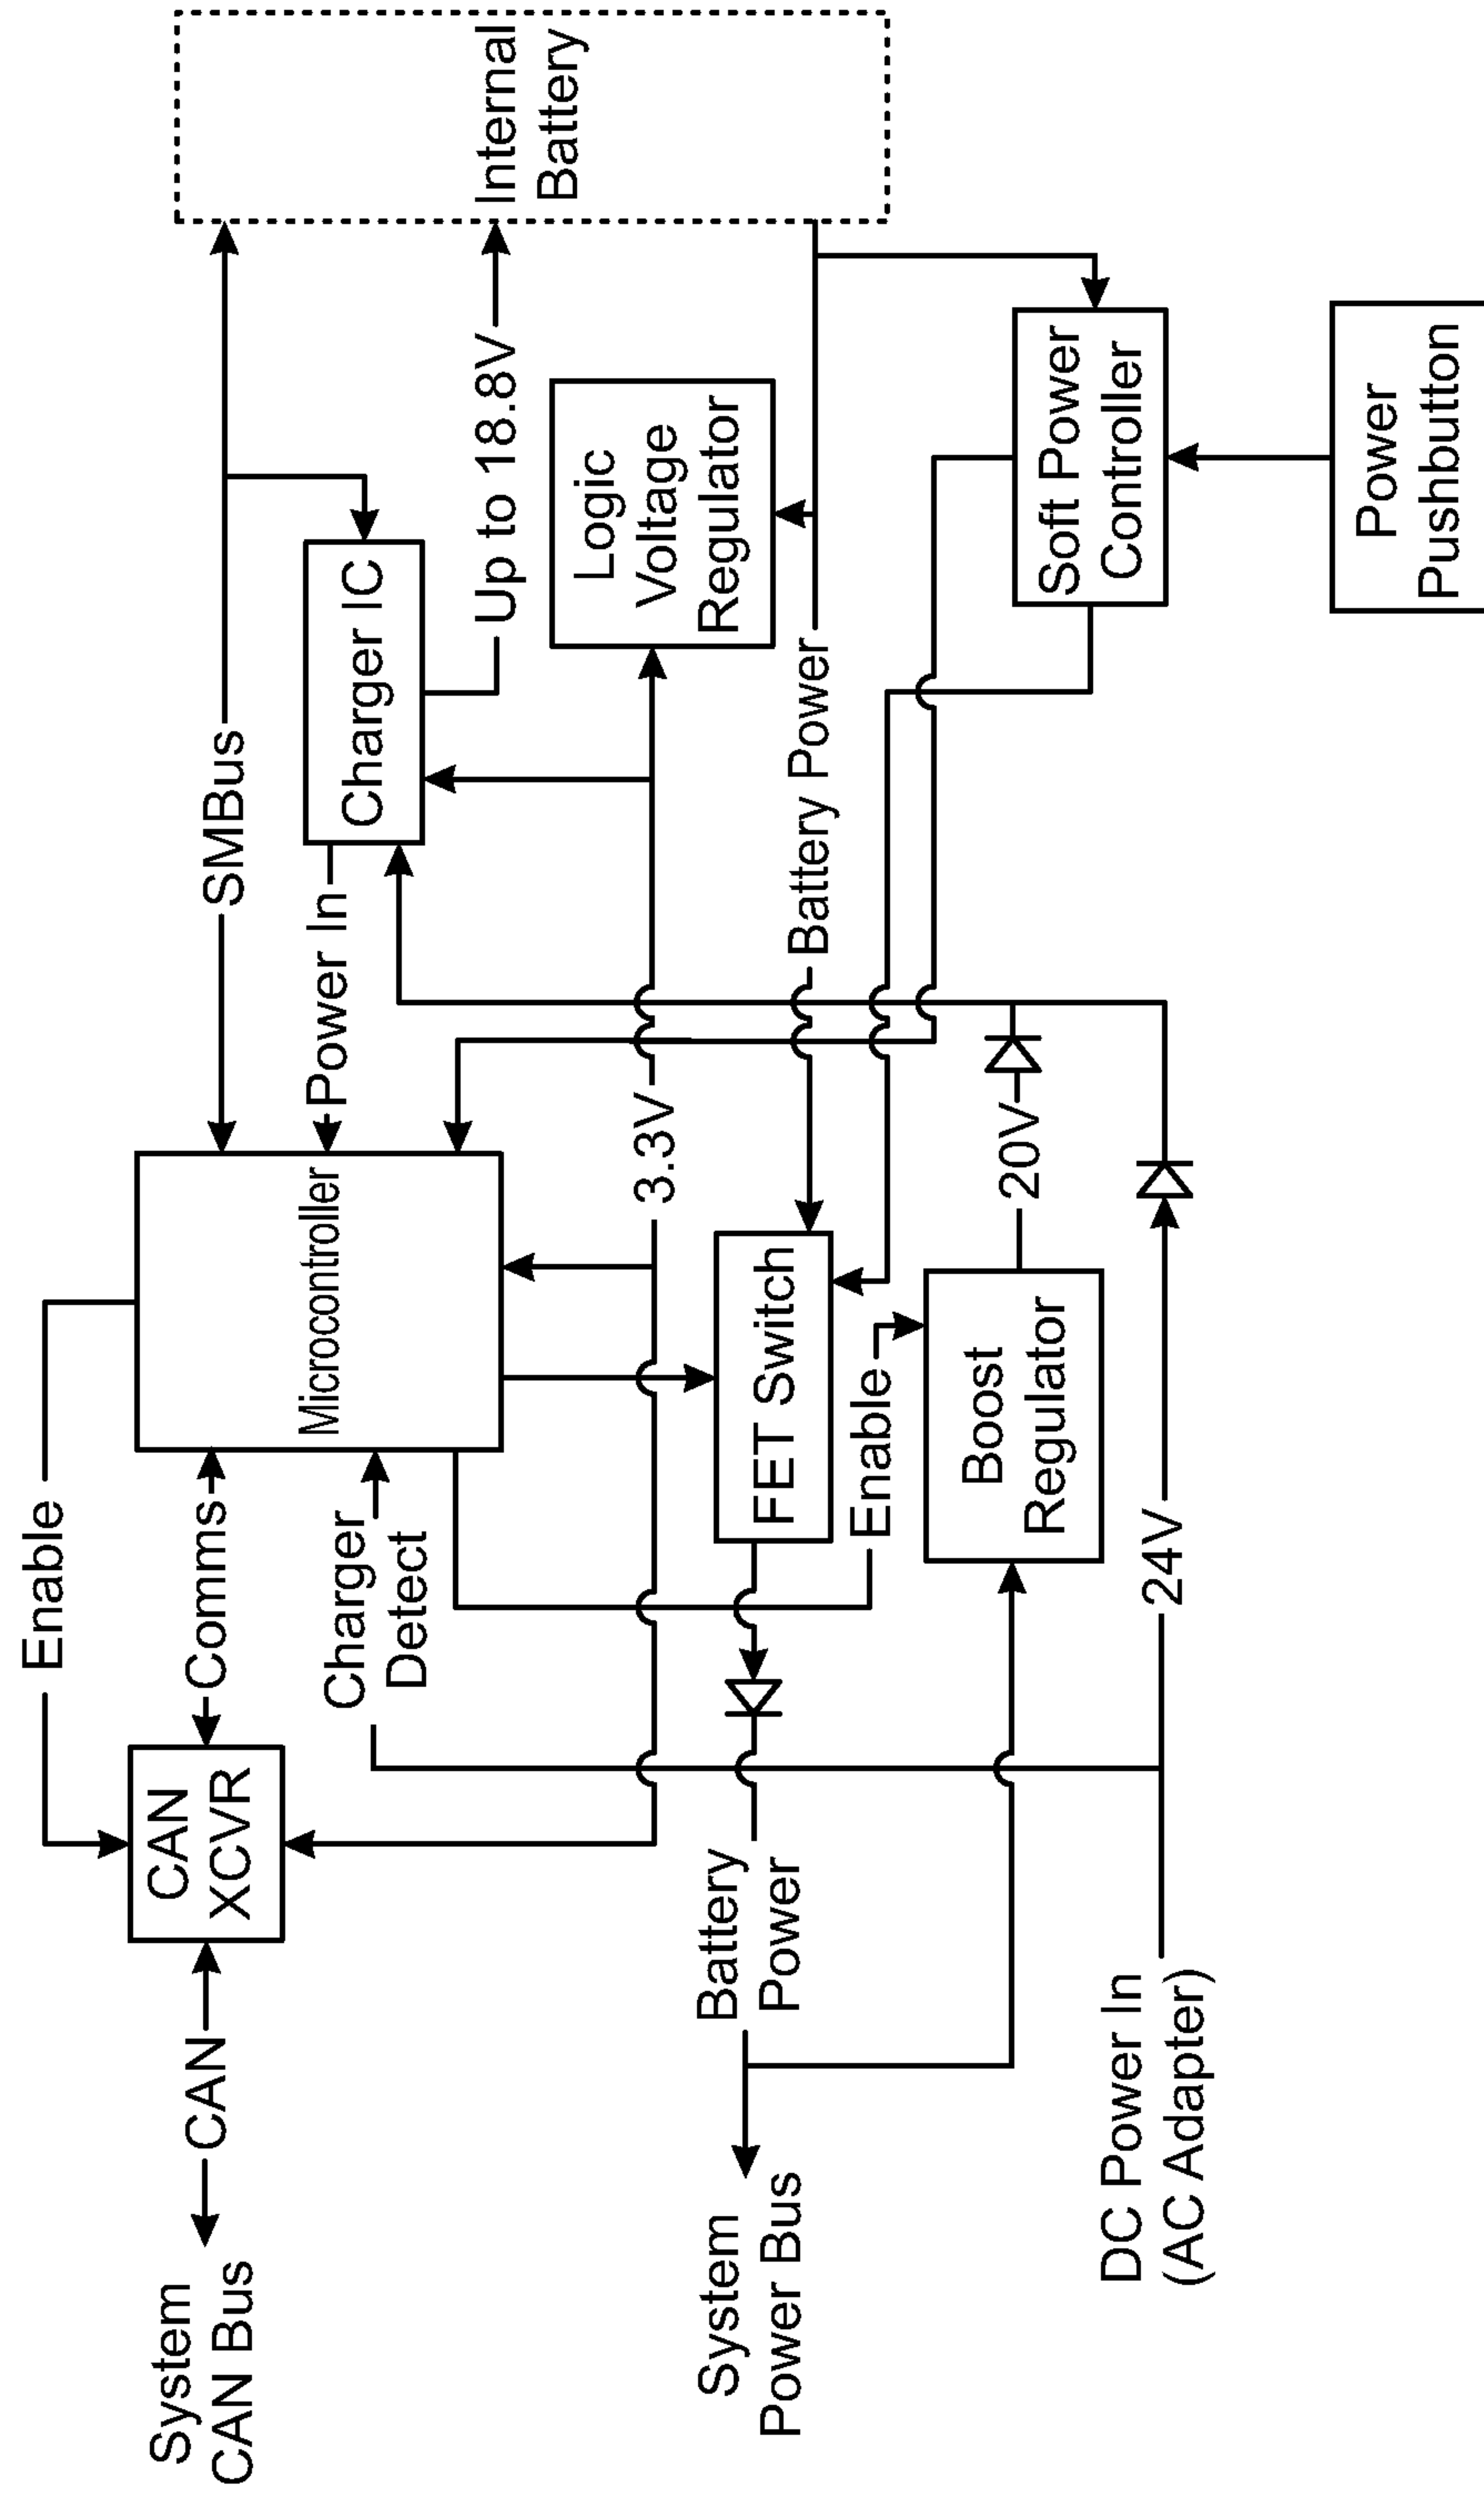 System
CAN Bus
CAN
CAN
XCVR
Enable
Comms
Charger
Detect
Microcontroller
SMBus
Power In
Charger IC
Up to 18.8V
Internal
Battery
3.3V
Logic
Voltage
Regulator
System
Power Bus
Battery
Power
FET Switch
Battery Power
Enable
Boost
Regulator
20V
Soft Power
Controller
DC Power In
(AC Adapter)
24V
Power
Pushbutton